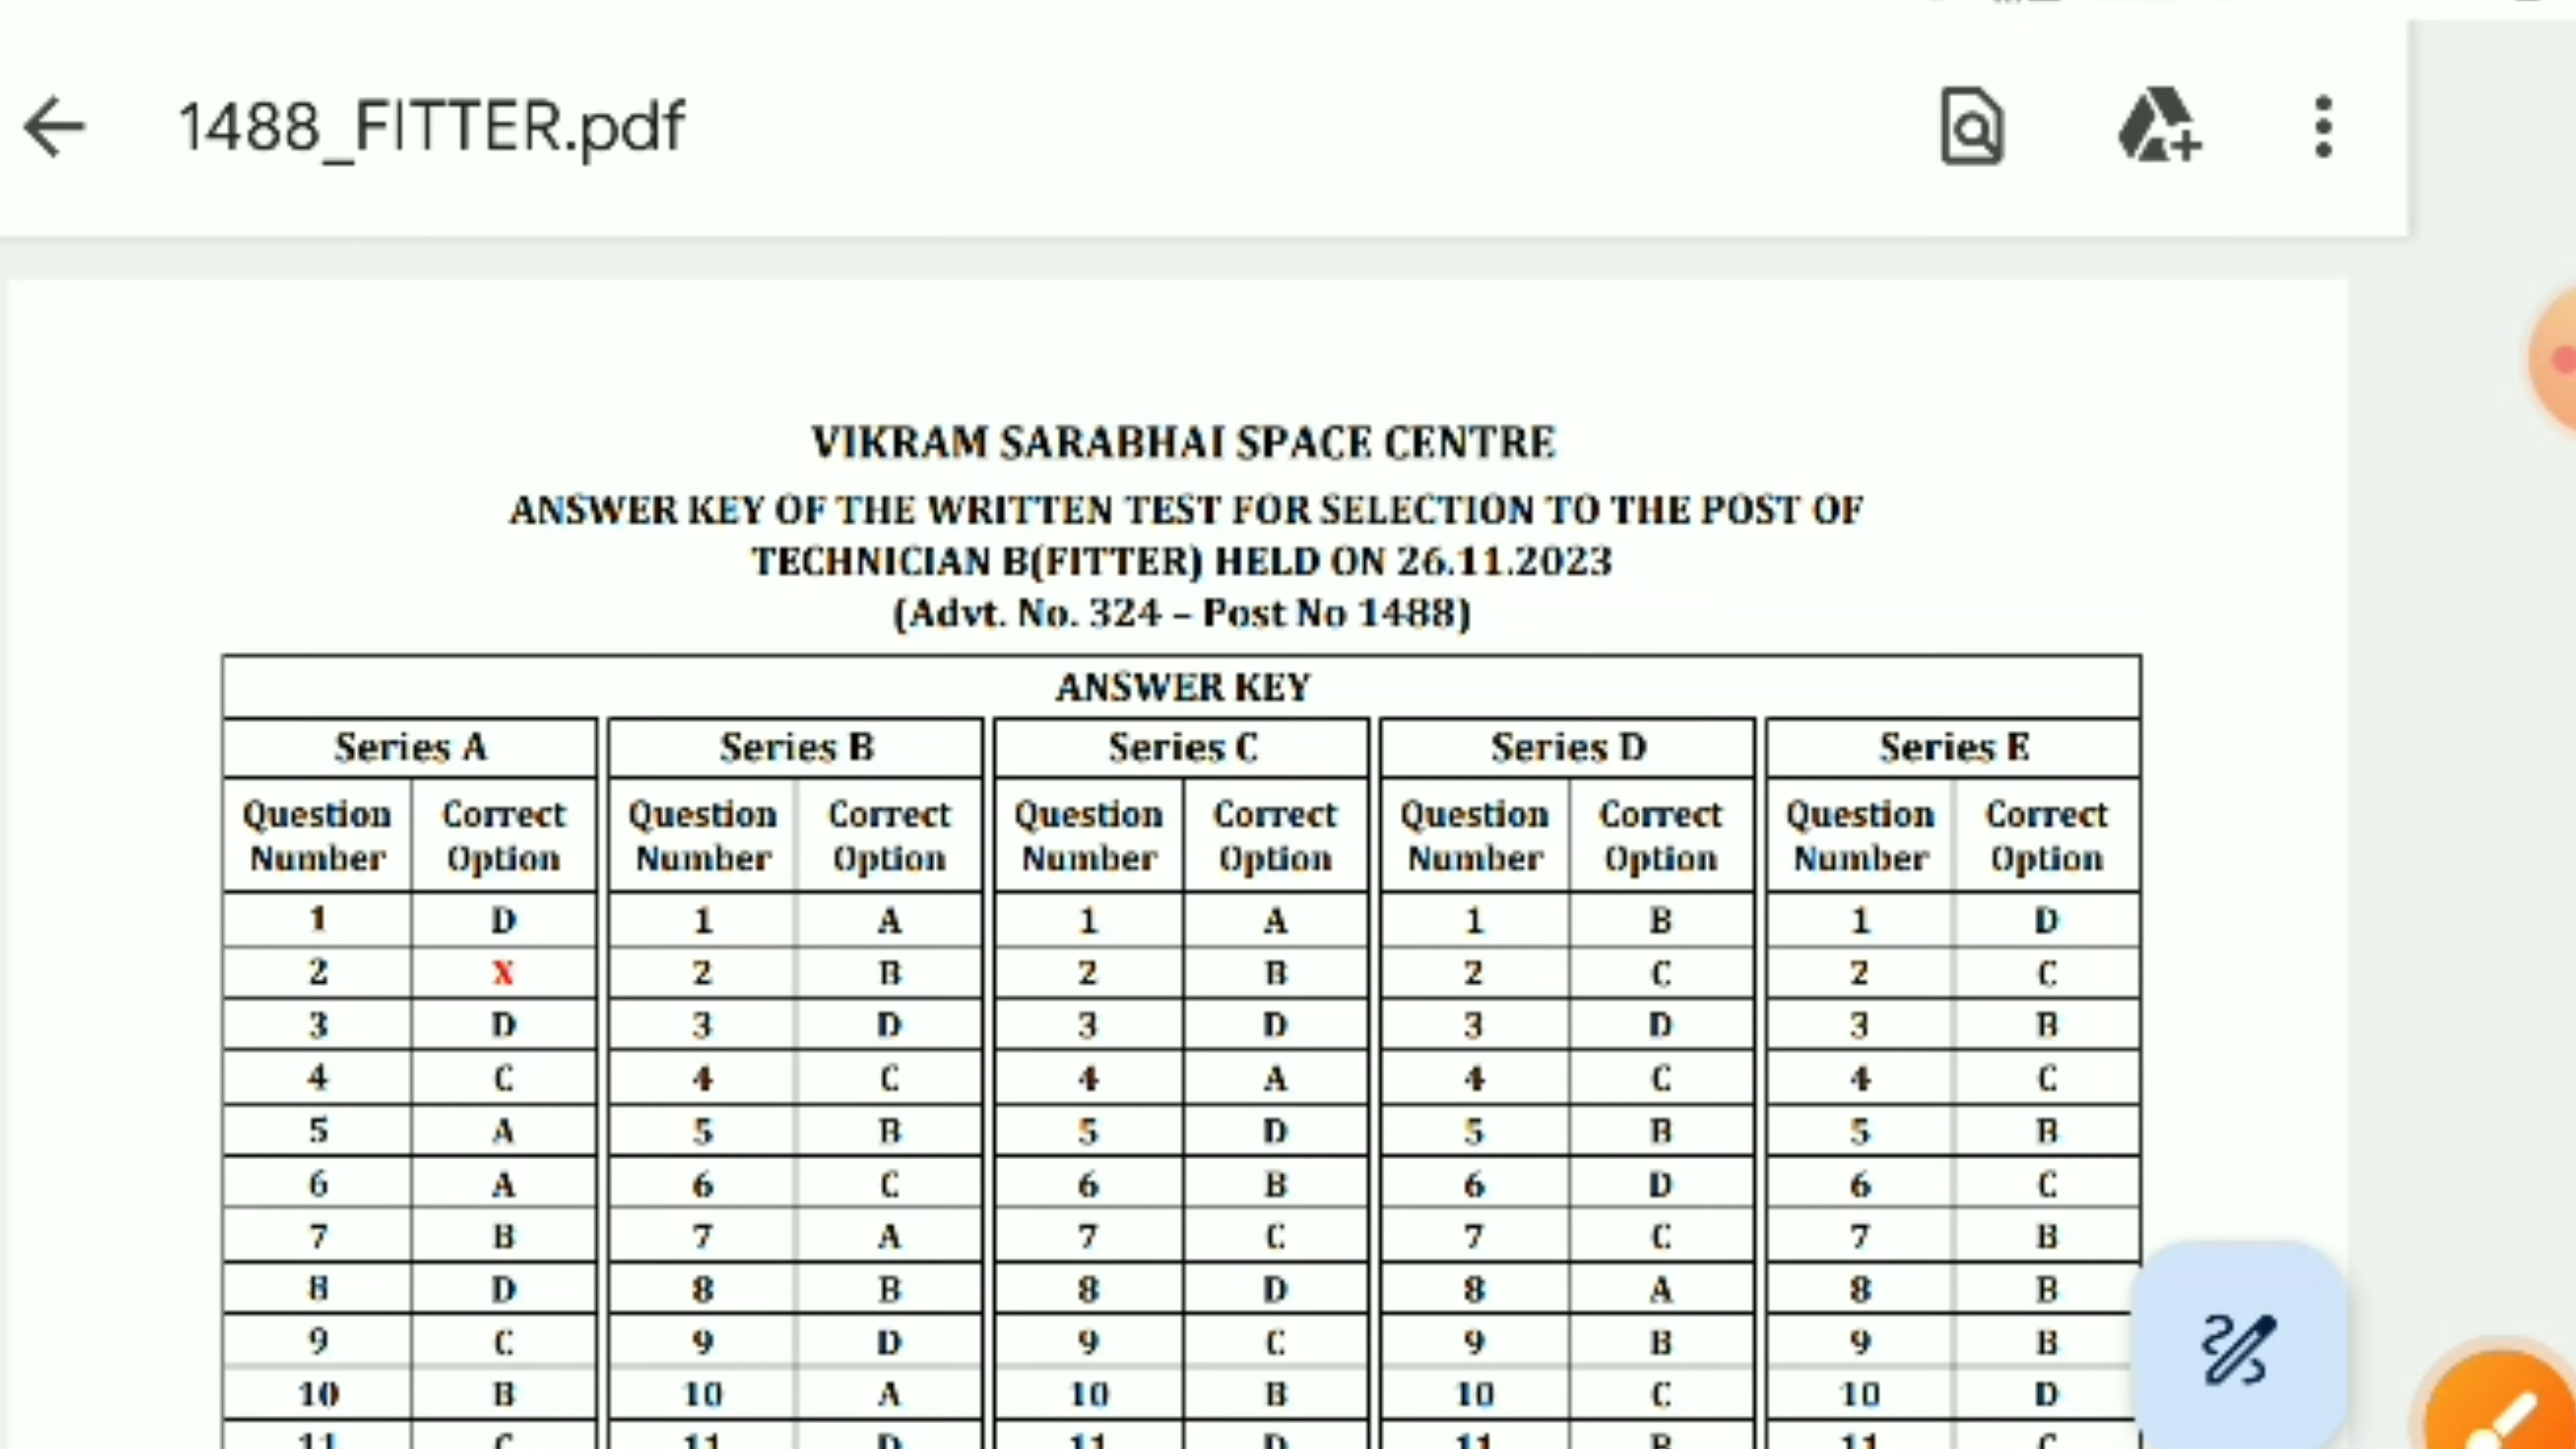 1488_FITTER.pdf
VIKRAM SARABHAI SPACE CENTRE
ANSWER KEY OF THE WRITTEN TEST FOR SELECTION TO THE POST OF
TECHNICIAN B(FITTER) HELD ON 26.11.2023
(Advt. No. 324 – Post No 1488)
ANSWER KEY
Series A Series B Series C Series D Series E
Question Number Correct Option Question Number Correct Option Question Number Correct Option Question Number Correct Option Question Number Correct Option
1 D 1 A 1 A 1 B 1 D
2 X 2 B 2 B 2 C 2 C
3 D 3 D 3 D 3 D 3 B
4 C 4 C 4 A 4 C 4 C
5 A 5 B 5 D 5 B 5 B
6 A 6 C 6 B 6 D 6 C
7 B 7 A 7 C 7 C 7 B
8 D 8 B 8 D 8 A 8 B
9 C 9 D 9 C 9 B 9 B
10 B 10 A 10 B 10 C 10 D
11 C 11 D 11 D 11 B 11 C